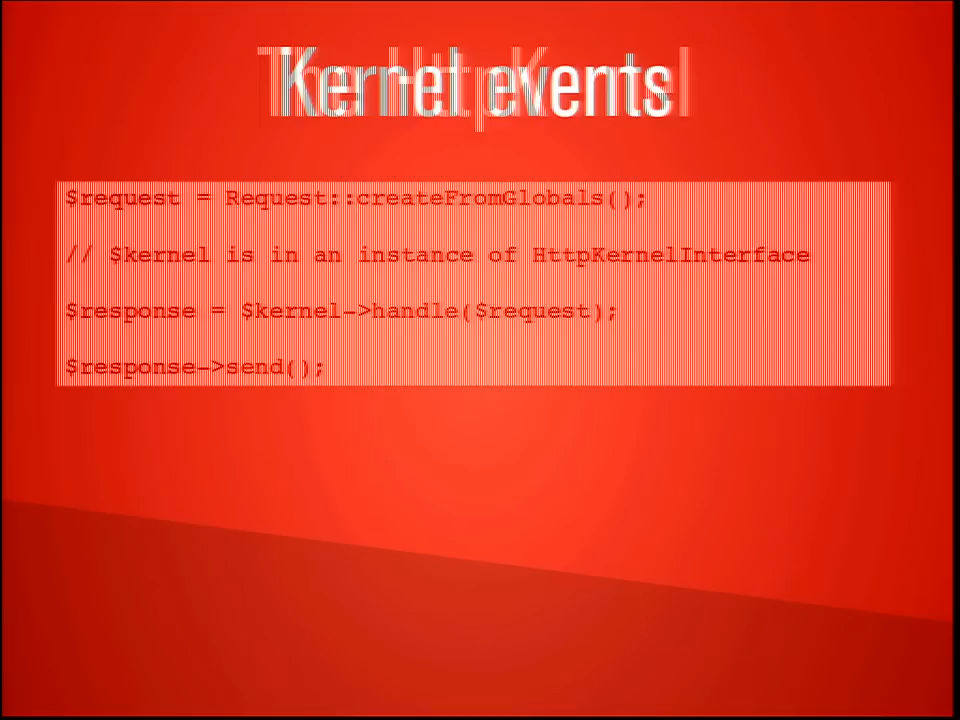 Kernel events
$request = Request::createFromGlobals();
// $kernel is in an instance of HttpKernelInterface
$response = $kernel->handle($request);
$response->send();